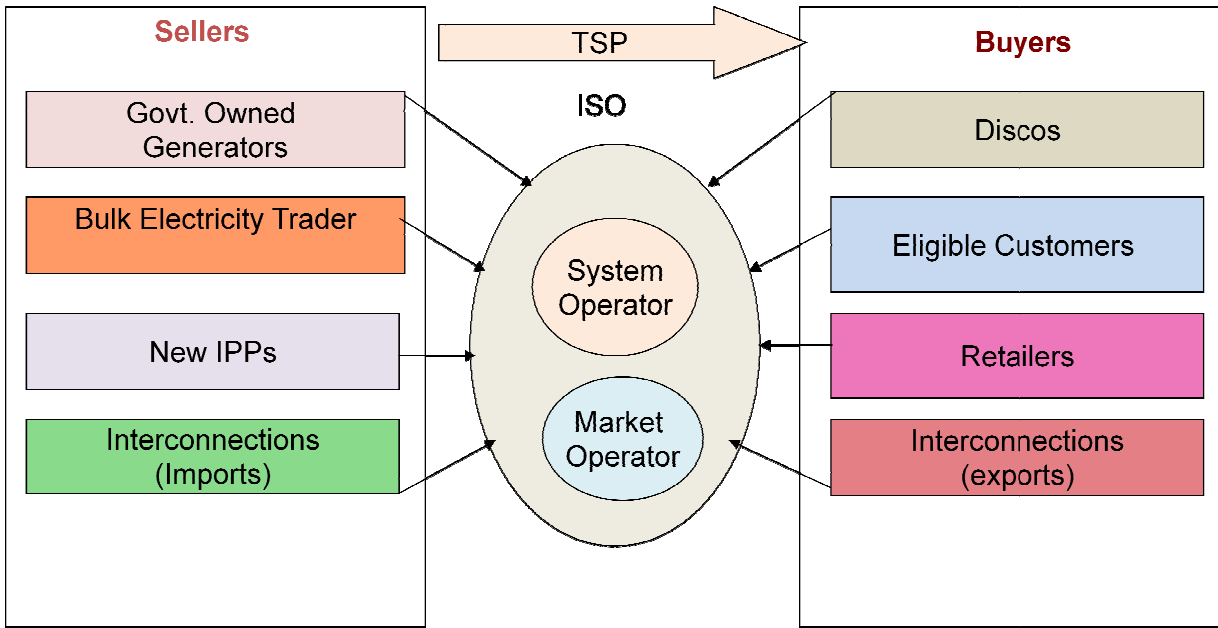 Sellers
TSP
Buyers
ISO
Govt. Owned
Generators
Bulk Electricity Trader
New IPPs
Interconnections
(Imports)
System
Operator
Market
Operator
Discos
Eligible Customers
Retailers
Interconnections
(exports)